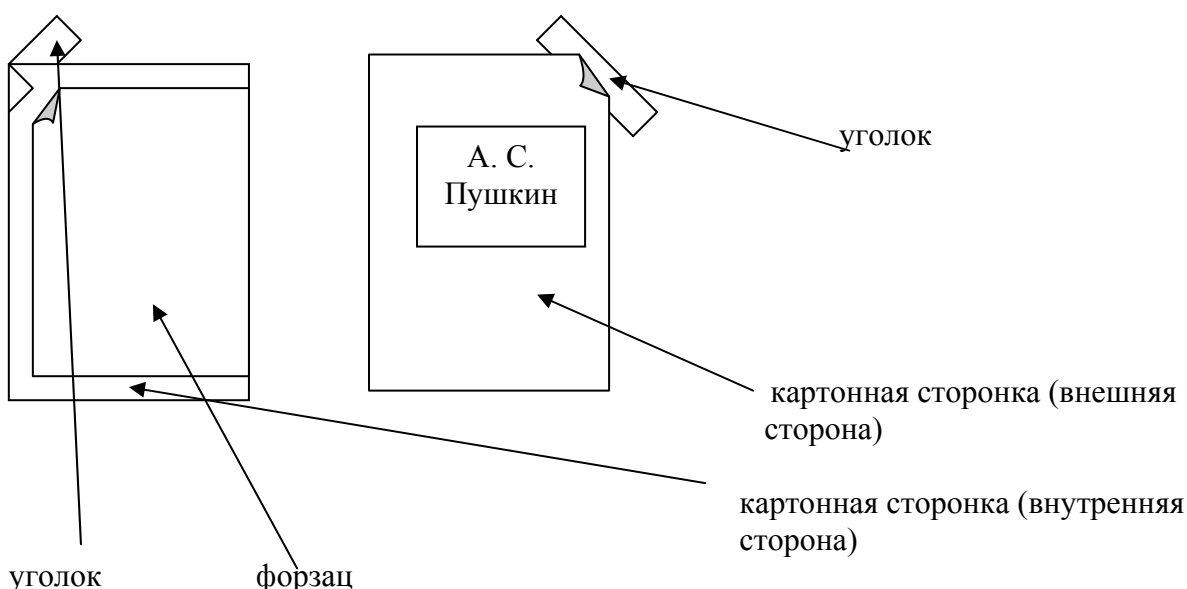 уголок
А. С.
Пушкин
картонная сторонка (внешняя
сторона)
картонная сторонка (внутренняя
сторона)
уголок
форзац